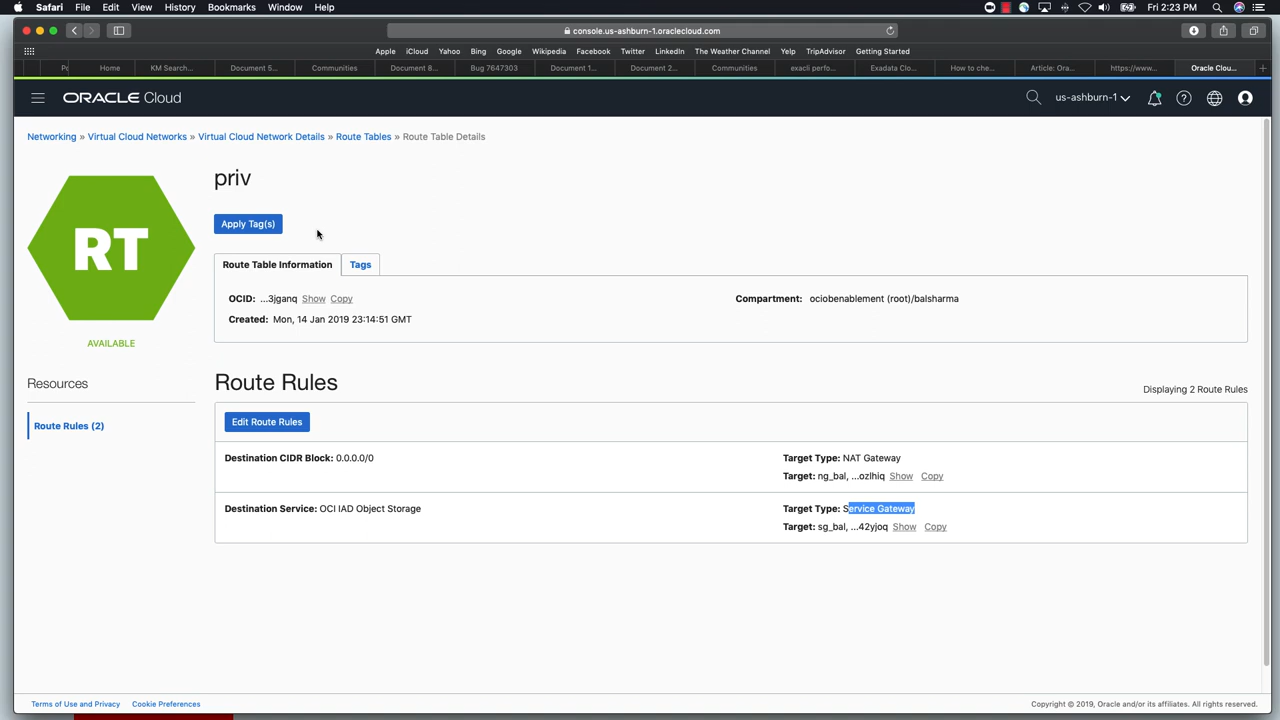 Safari File Edit View History Bookmarks Window Help Fri 2:23 PM
console.us-ashburn-1.oraclecloud.com
Apple iCloud Yahoo Bing Google Wikipedia Facebook Twitter LinkedIn The Weather Channel Yelp TripAdvisor Getting Started
Home KM Search... Document 5... Communities Document 8... Bug 7647303 Document 1... Document 2... Communities exacli perfo... Exadata Clo... How to che... Article: Ora... https://www... Oracle Clou...
ORACLE Cloud us-ashburn-1
Networking » Virtual Cloud Networks » Virtual Cloud Network Details » Route Tables » Route Table Details
priv
RT
Apply Tag(s)
Route Table Information Tags
OCID: ...3jganq Show Copy Compartment: ociobenablement (root)/balsharma
Created: Mon, 14 Jan 2019 23:14:51 GMT
AVAILABLE
Resources
Route Rules (2)
Route Rules
Displaying 2 Route Rules
Edit Route Rules
Destination CIDR Block: 0.0.0.0/0 Target Type: NAT Gateway
Target: ng_bal, ...ozlhiq Show Copy
Destination Service: OCI IAD Object Storage Target Type: Service Gateway
Target: sg_bal, ...42yjoq Show Copy
Terms of Use and Privacy Cookie Preferences Copyright © 2019, Oracle and/or its affiliates. All rights reserved.